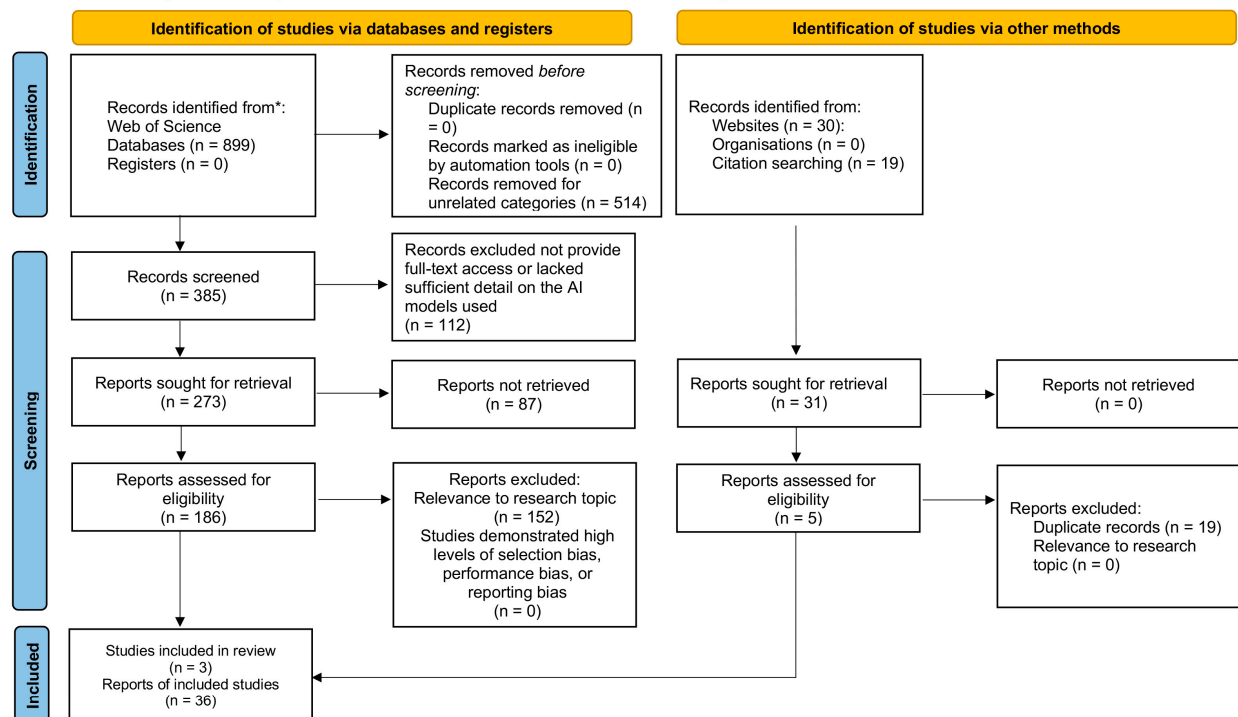 Identification of studies via databases and registers
Identification of studies via other methods
Identification
Records identified from*:
Web of Science
Databases (n = 899)
Registers (n = 0)
Records removed before
screening:
Duplicate records removed (n
= 0)
Records marked as ineligible
by automation tools (n = 0)
Records removed for
unrelated categories (n = 514)
Records identified from:
Websites (n = 30):
Organisations (n = 0)
Citation searching (n = 19)
Screening
Records screened
(n = 385)
Records excluded not provide
full-text access or lacked
sufficient detail on the AI
models used
(n = 112)
Reports sought for retrieval
(n = 273)
Reports not retrieved
(n = 87)
Reports sought for retrieval
(n = 31)
Reports not retrieved
(n = 0)
Reports assessed for
eligibility
(n = 186)
Reports excluded:
Relevance to research topic
(n = 152)
Studies demonstrated high
levels of selection bias,
performance bias, or
reporting bias
(n = 0)
Reports assessed for
eligibility
(n = 5)
Reports excluded:
Duplicate records (n = 19)
Relevance to research
topic (n = 0)
Included
Studies included in review
(n = 3)
Reports of included studies
(n = 36)